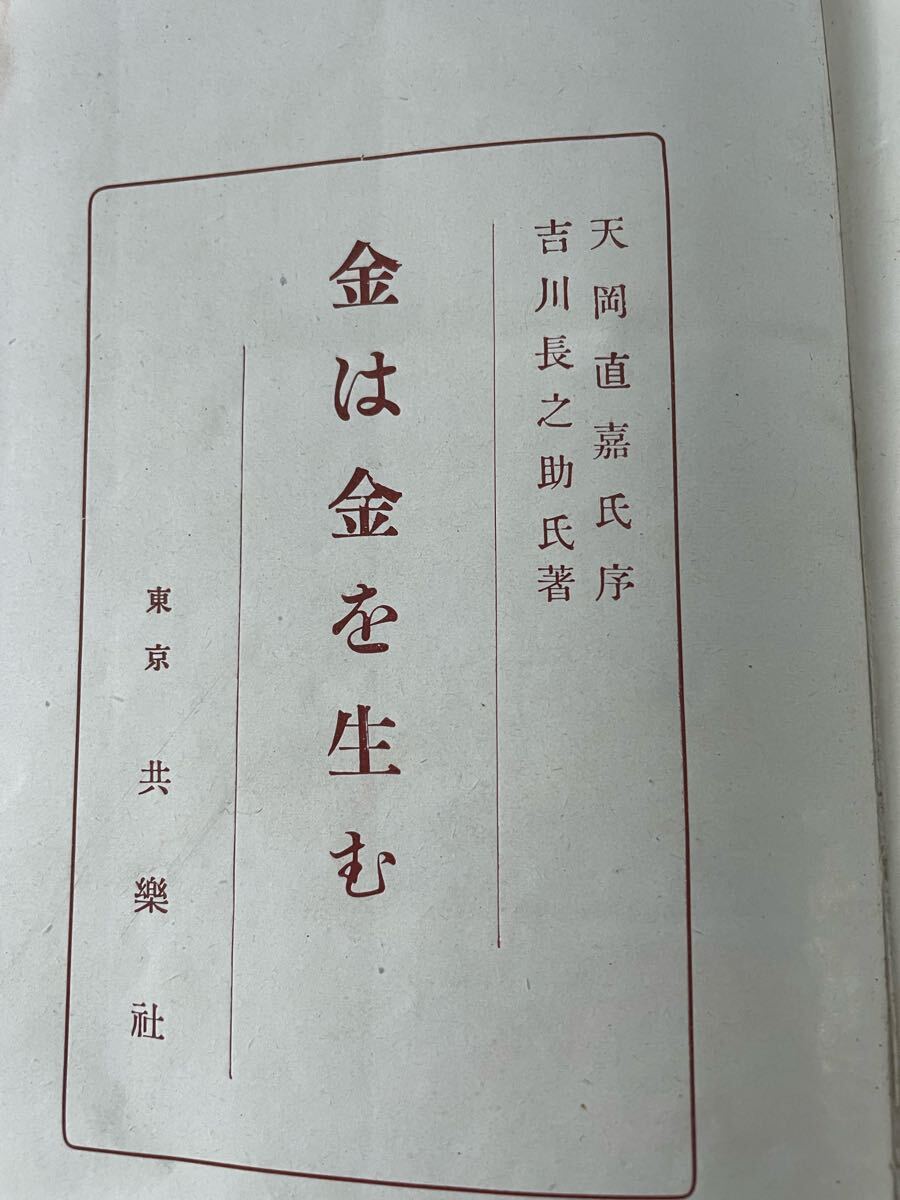 天岡直嘉氏序
吉川長之助氏著
金は金を生む
東京 共樂社